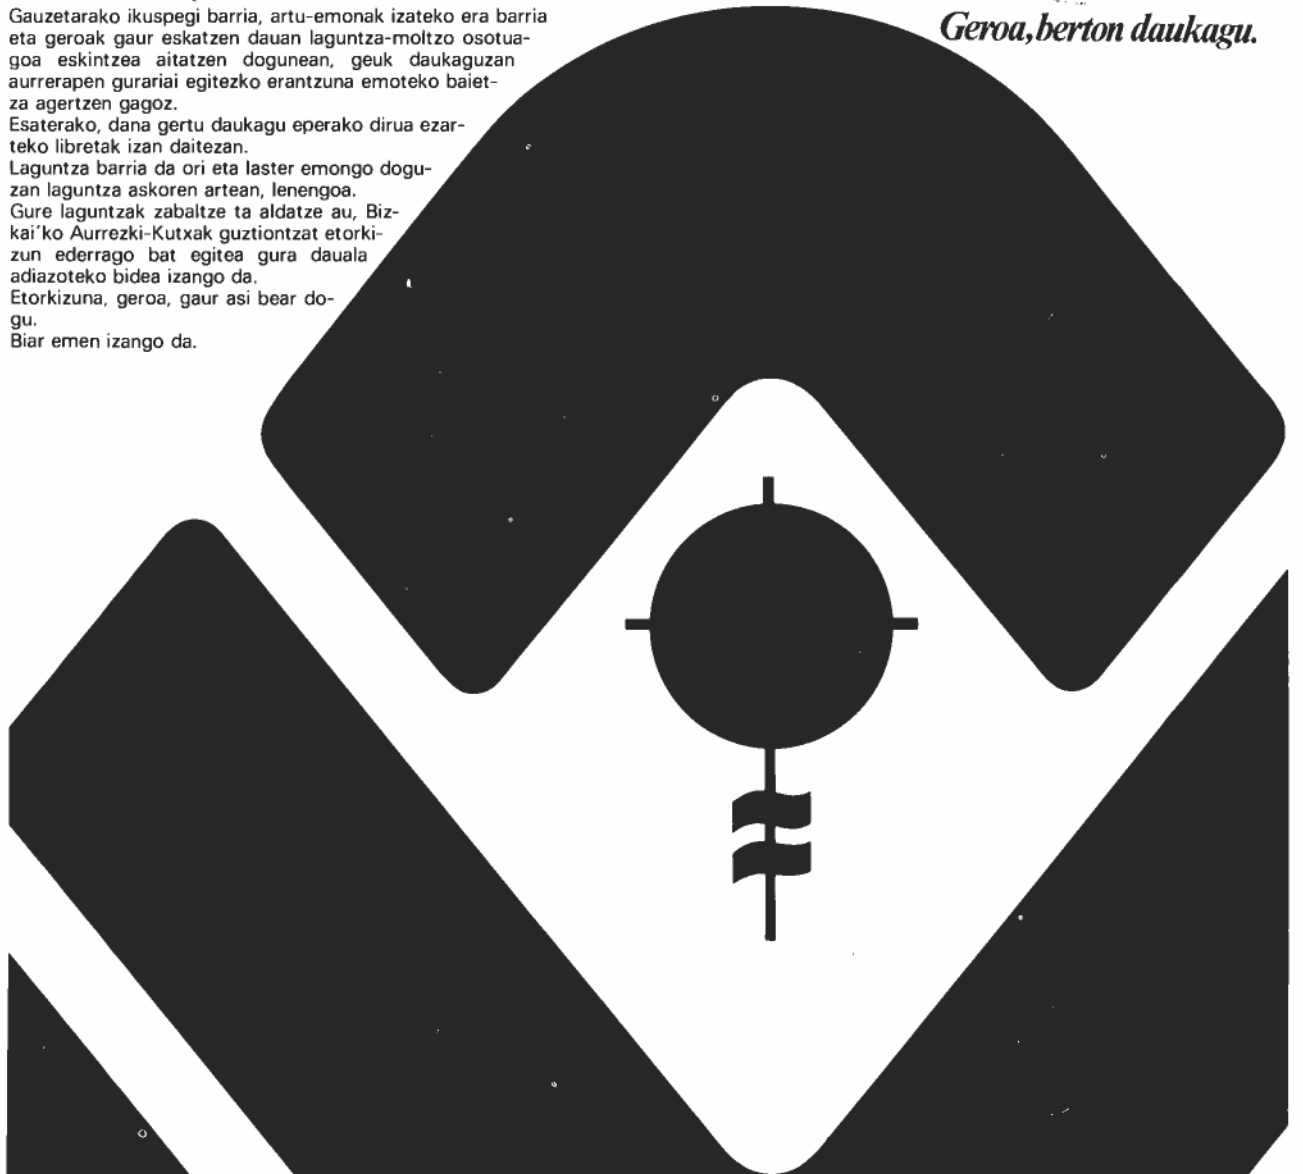 Gauzetarako ikuspegi barria, artu-emonak izateko era barria
eta geroak gaur eskatzen dauan laguntza-moltzo osotua-
goa eskintzea aitatzen dogunean, geuk daukaguzan
aurrerapen gurariai egitezko erantzuna emoteko baiet-
za agertzen gagoz.
Esaterako, dana gertu daukagu eperako dirua ezar-
teko libretak izan daitezan.
Laguntza barria da ori eta laster emongo dogu-
zan laguntza askoren artean, lenengoa.
Gure laguntzak zabaltze ta aldatze au, Biz-
kai'ko Aurrezki-Kutxak guztiontzat etorki-
zun ederrago bat egitea gura dauala
adiazoteko bidea izango da.
Etorkizuna, geroa, gaur asi bear do-
gu.
Biar emen izango da.
Geroa, berton daukagu.